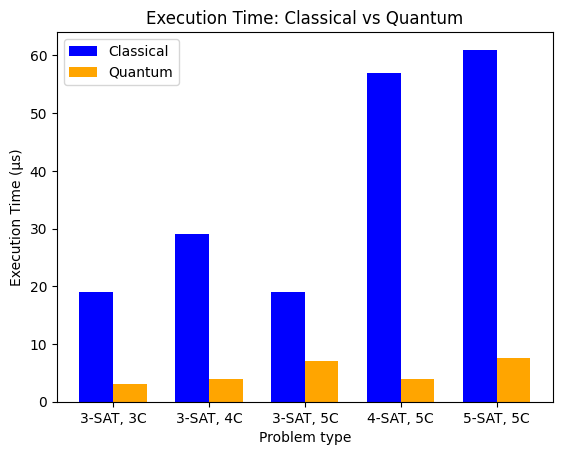 Execution Time: Classical vs Quantum
Classical
Quantum
Execution Time (μs)
60
50
40
30
20
10
0
3-SAT, 3C
3-SAT, 4C
3-SAT, 5C
4-SAT, 5C
5-SAT, 5C
Problem type